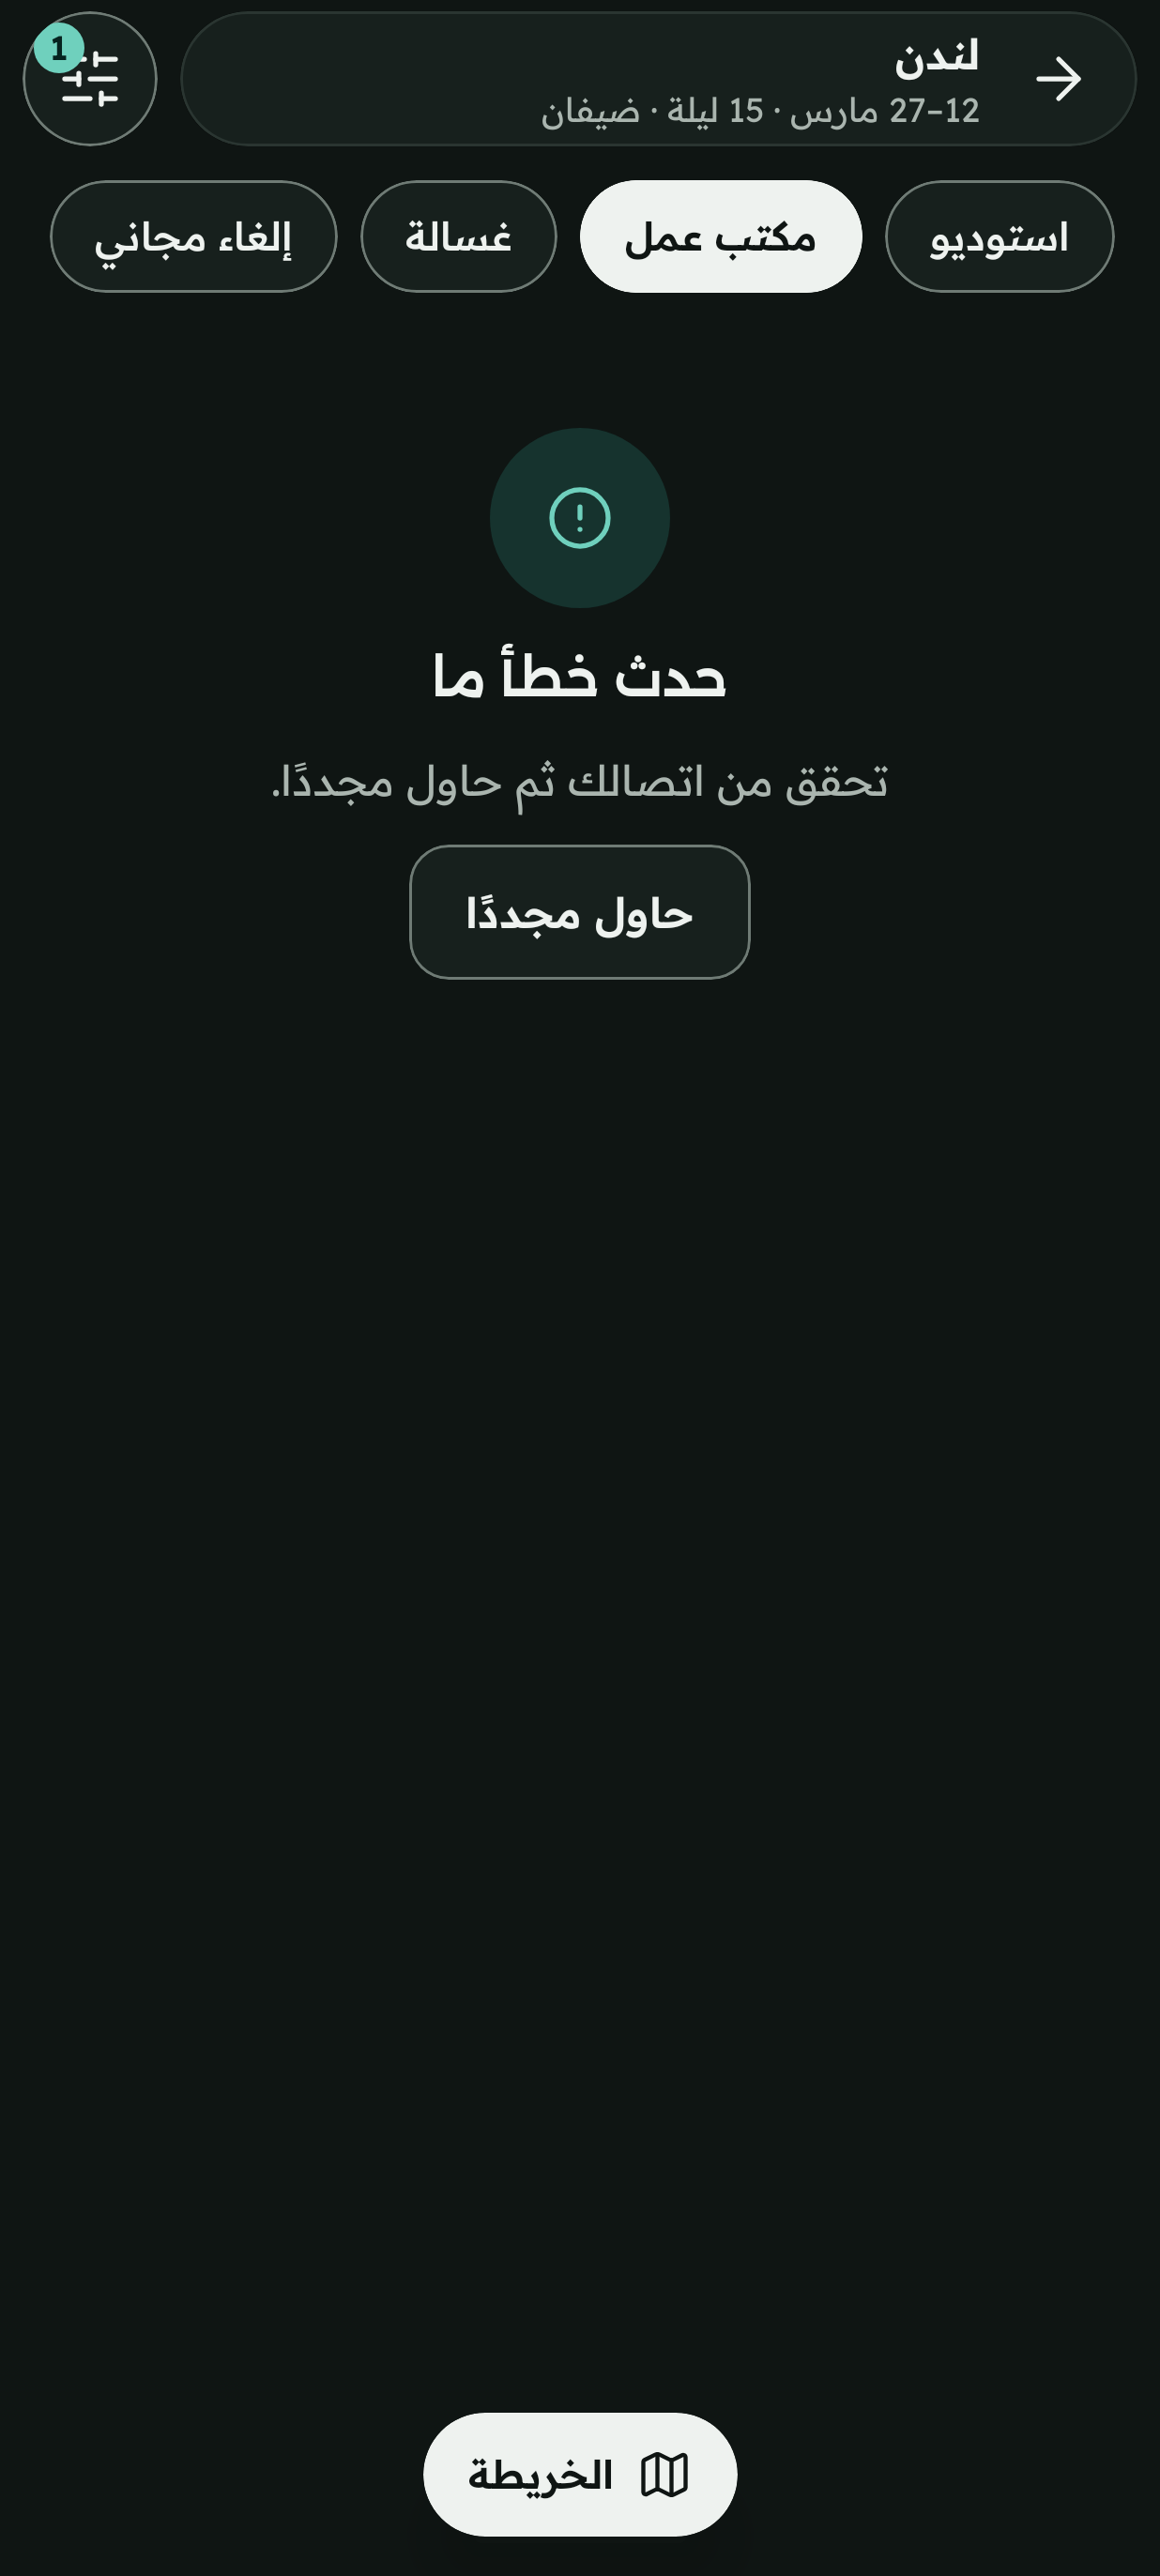 لندن
12–27 مارس · 15 ليلة · ضيفان
1
استوديو
مكتب عمل
غسالة
إلغاء مجاني
حدث خطأ ما
تحقق من اتصالك ثم حاول مجددًا.
حاول مجددًا
الخريطة